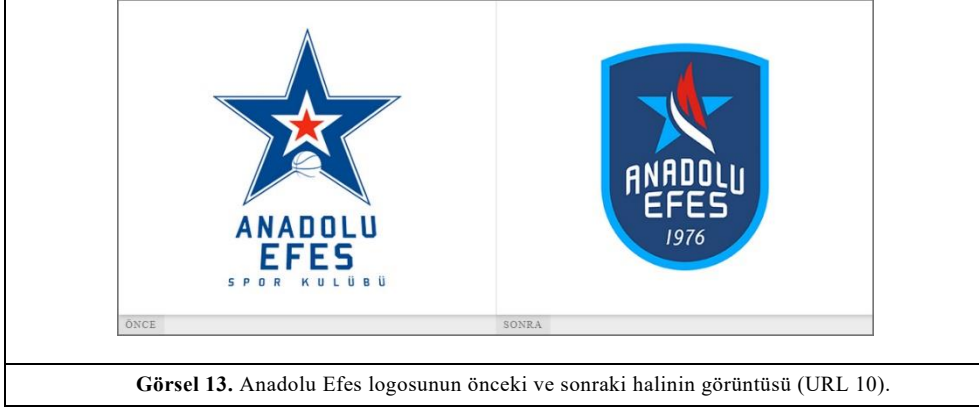 ANADOLU
EFES
SPOR KULÜBÜ
ANADOLU
EFES
1976
ÖNCE
SONRA
Görsel 13. Anadolu Efes logosunun önceki ve sonraki halinin görüntüsü (URL 10).